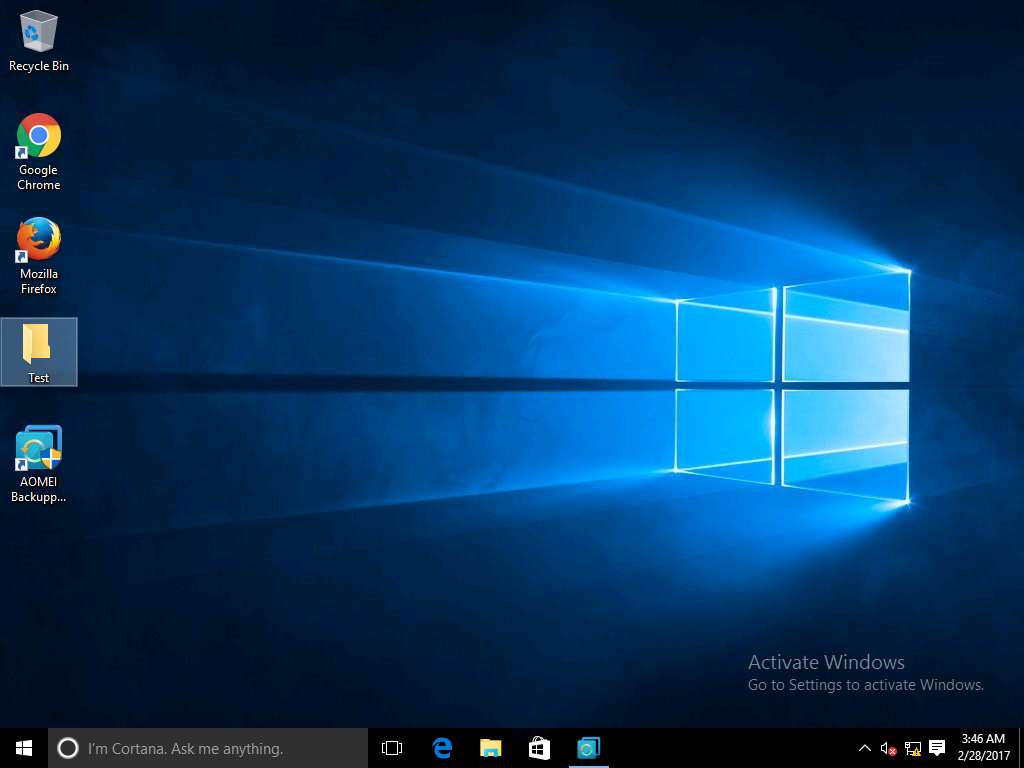 Recycle Bin
Google
Chrome
Mozilla
Firefox
Test
AOMEI
Backupp...
Activate Windows
Go to Settings to activate Windows.
I'm Cortana. Ask me anything.
3:46 AM
2/28/2017